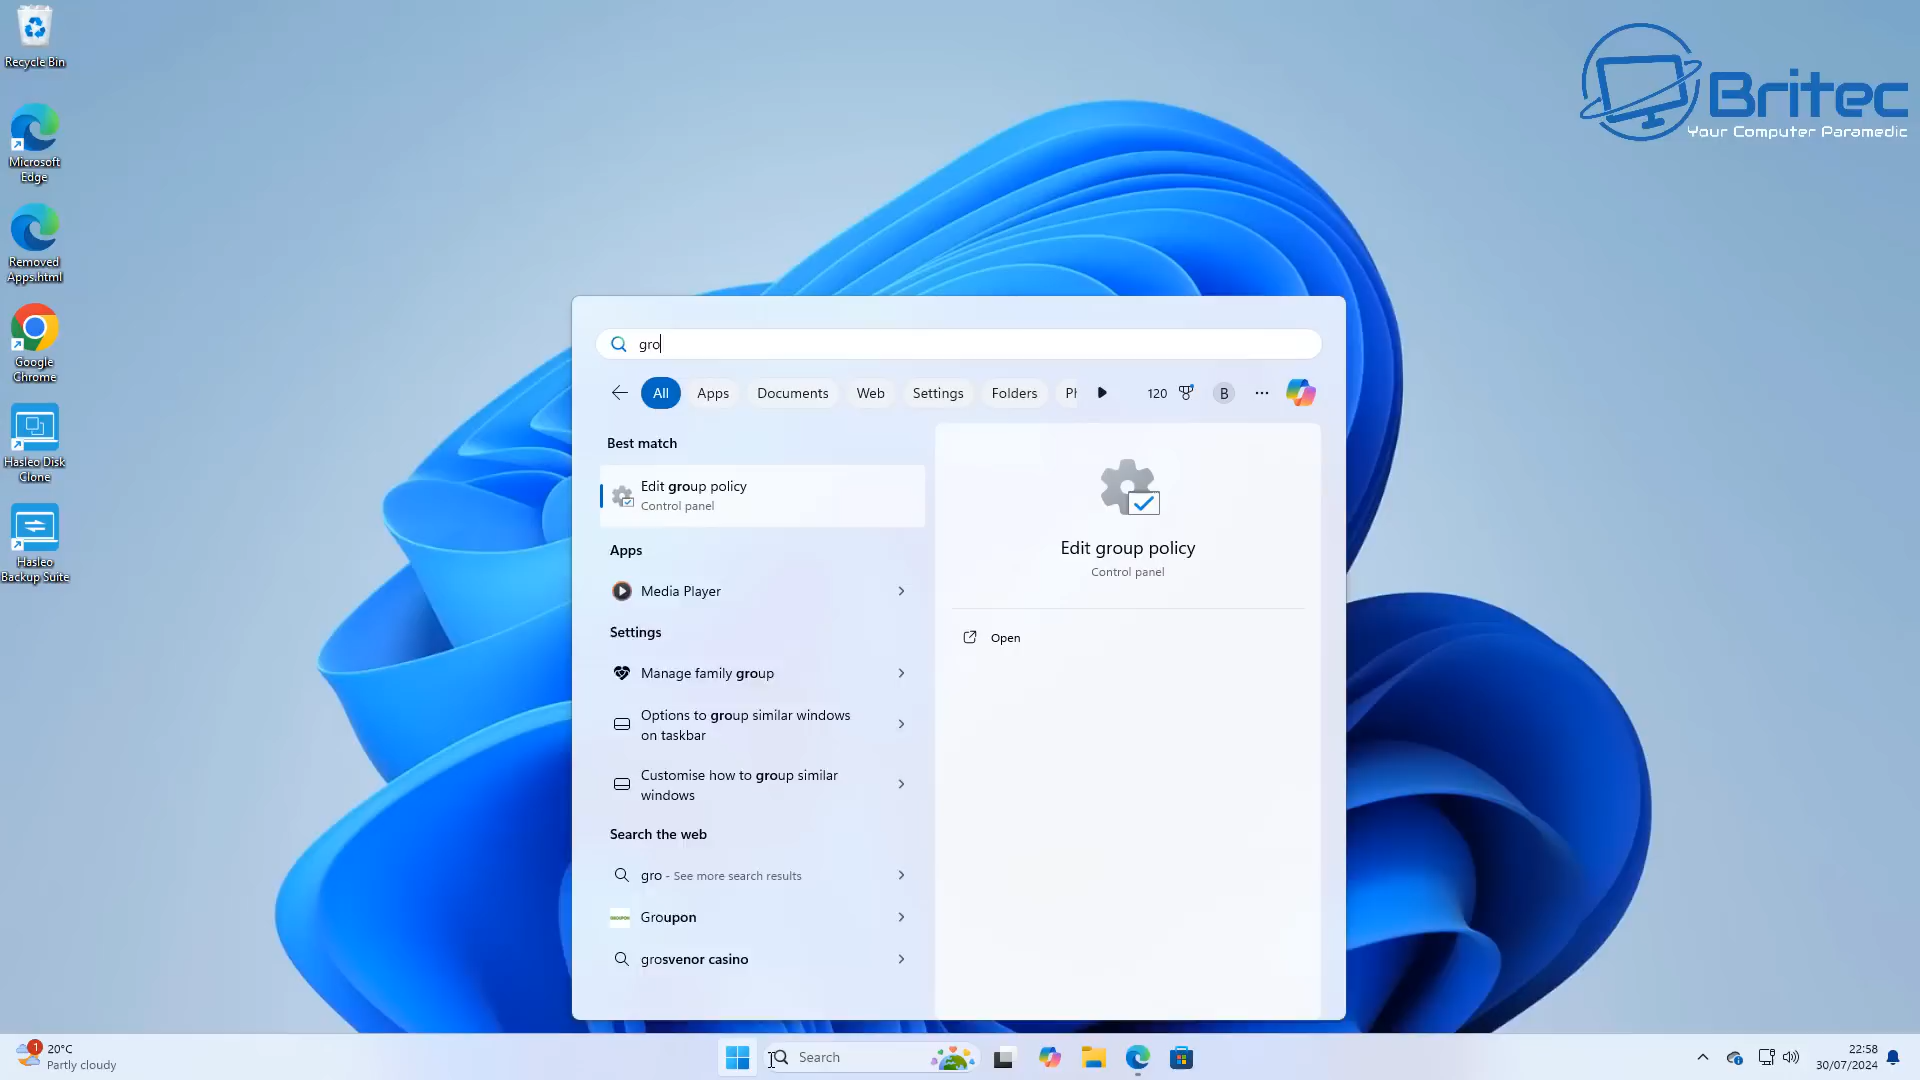 Recycle Bin
Microsoft
Edge
Removed
Apps.html
Google
Chrome
Hasleo Disk
Clone
Hasleo
Backup Suite
Britec
Your Computer Paramedic
gro
All
Apps
Documents
Web
Settings
Folders
Ph
120
B
Best match
Edit group policy
Control panel
Apps
Media Player
Settings
Manage family group
Options to group similar windows
on taskbar
Customise how to group similar
windows
Search the web
gro - See more search results
GROUPON
Groupon
grosvenor casino
Edit group policy
Control panel
Open
1
20°C
Partly cloudy
Search
22:58
30/07/2024